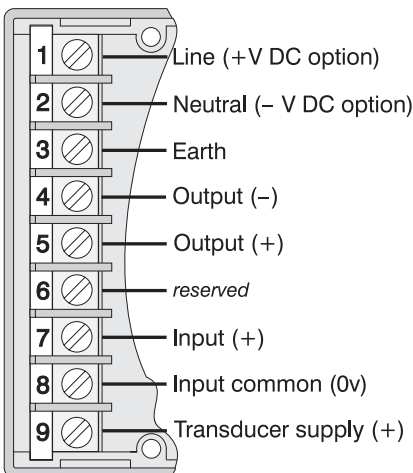 1 Line (+V DC option)
2 Neutral (– V DC option)
3 Earth
4 Output (–)
5 Output (+)
6 reserved
7 Input (+)
8 Input common (0v)
9 Transducer supply (+)